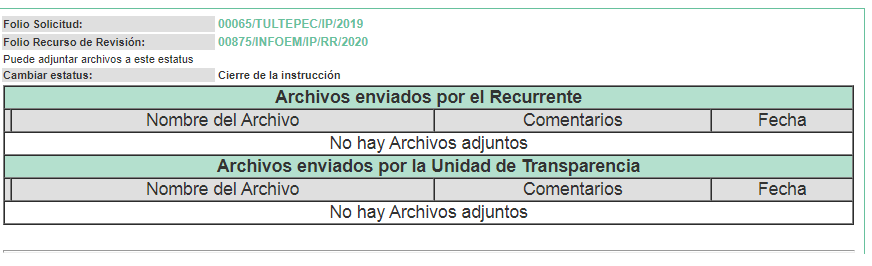 Folio Solicitud: 00065/TULTEPEC/IP/2019
Folio Recurso de Revisión: 00875/INFOEM/IP/RR/2020
Puede adjuntar archivos a este estatus
Cambiar estatus: Cierre de la instrucción
Archivos enviados por el Recurrente
Nombre del Archivo Comentarios Fecha
No hay Archivos adjuntos
Archivos enviados por la Unidad de Transparencia
Nombre del Archivo Comentarios Fecha
No hay Archivos adjuntos